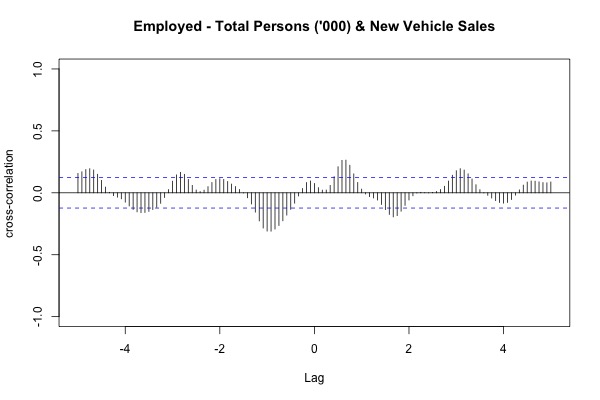 Employed - Total Persons ('000) & New Vehicle Sales
1.0
0.5
0.0
-0.5
-1.0
cross-correlation
-4 -2 0 2 4
Lag